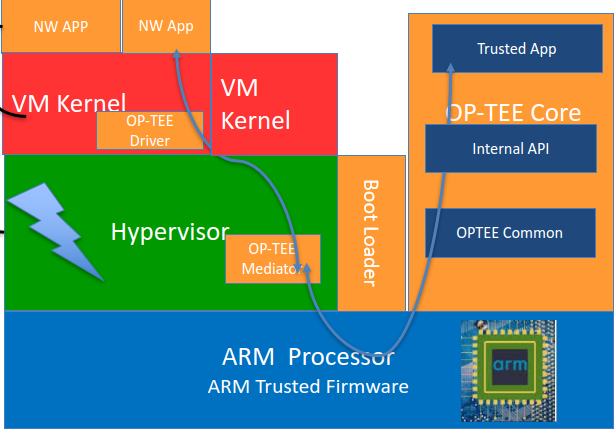 NW APP
NW App
Trusted App
VM Kernel
VM
Kernel
OP-TEE
Driver
OP-TEE Core
Internal API
Hypervisor
Boot Loader
OP-TEE
Mediator
OPTEE Common
ARM Processor
ARM Trusted Firmware
arm